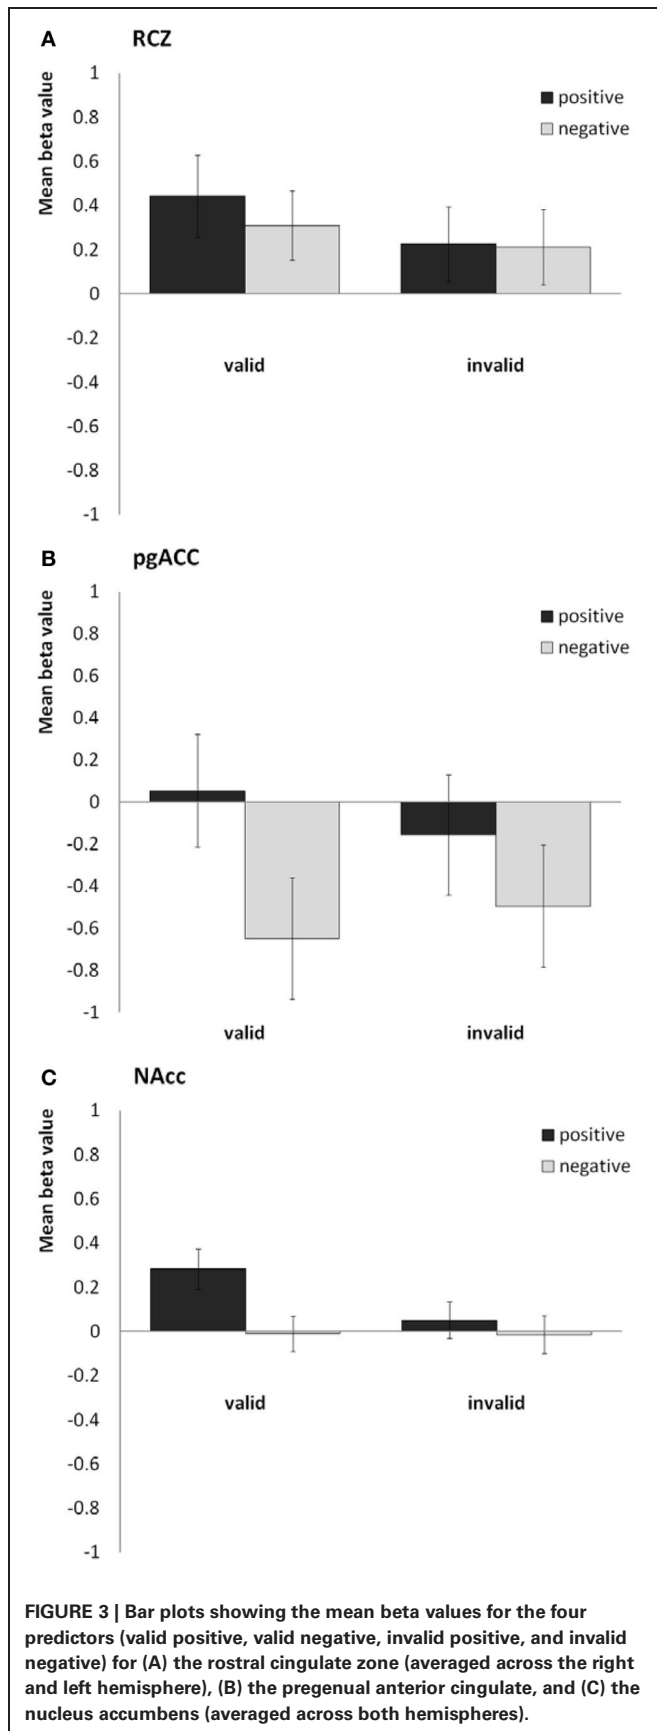 A RCZ
Mean beta value
1
0.8
0.6
0.4
0.2
0
-0.2
-0.4
-0.6
-0.8
-1
positive
negative
valid invalid
B pgACC
Mean beta value
1
0.8
0.6
0.4
0.2
0
-0.2
-0.4
-0.6
-0.8
-1
positive
negative
valid invalid
C NAcc
Mean beta value
1
0.8
0.6
0.4
0.2
0
-0.2
-0.4
-0.6
-0.8
-1
positive
negative
valid invalid
FIGURE 3 | Bar plots showing the mean beta values for the four
predictors (valid positive, valid negative, invalid positive, and invalid
negative) for (A) the rostral cingulate zone (averaged across the right
and left hemisphere), (B) the pregenual anterior cingulate, and (C) the
nucleus accumbens (averaged across both hemispheres).